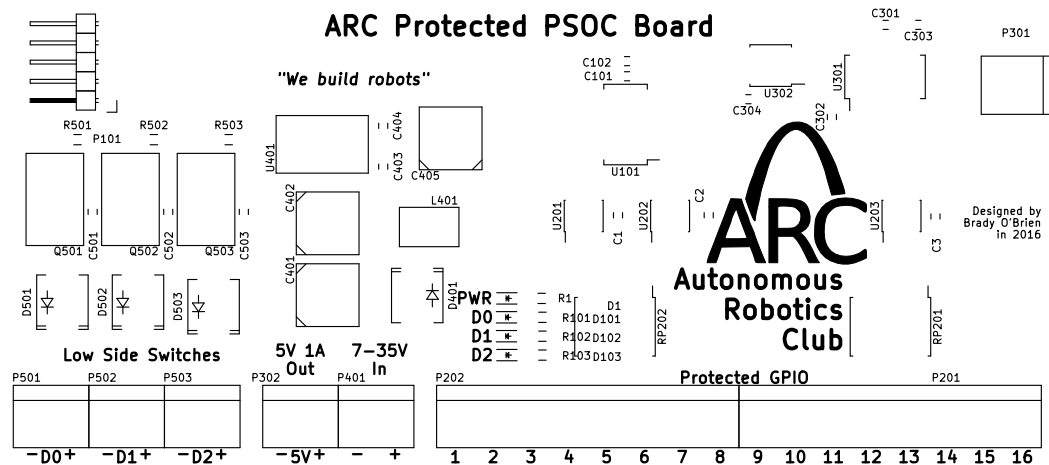 ARC Protected PSOC Board
C301
C303
P301
"We build robots"
C102
C101
U301
U302
C304
C302
R501
R502
R503
P101
U401
C404
C403
C405
U101
C402
L401
U201
C1
U202
C2
ARC
U203
C3
Designed by
Brady O'Brien
in 2016
Q501
C501
Q502
C502
Q503
C503
C401
D501
D502
D503
D401
Autonomous
Robotics
Club
PWR
R1
D1
D0
R101
D101
D1
R102
D102
D2
R103
D103
RP202
RP201
Low Side Switches
5V 1A
Out
7-35V
In
P501
P502
P503
P302
P401
P202
Protected GPIO
P201
-D0+
-D1+
-D2+
-5V+
- +
1 2 3 4 5 6 7 8 9 10 11 12 13 14 15 16